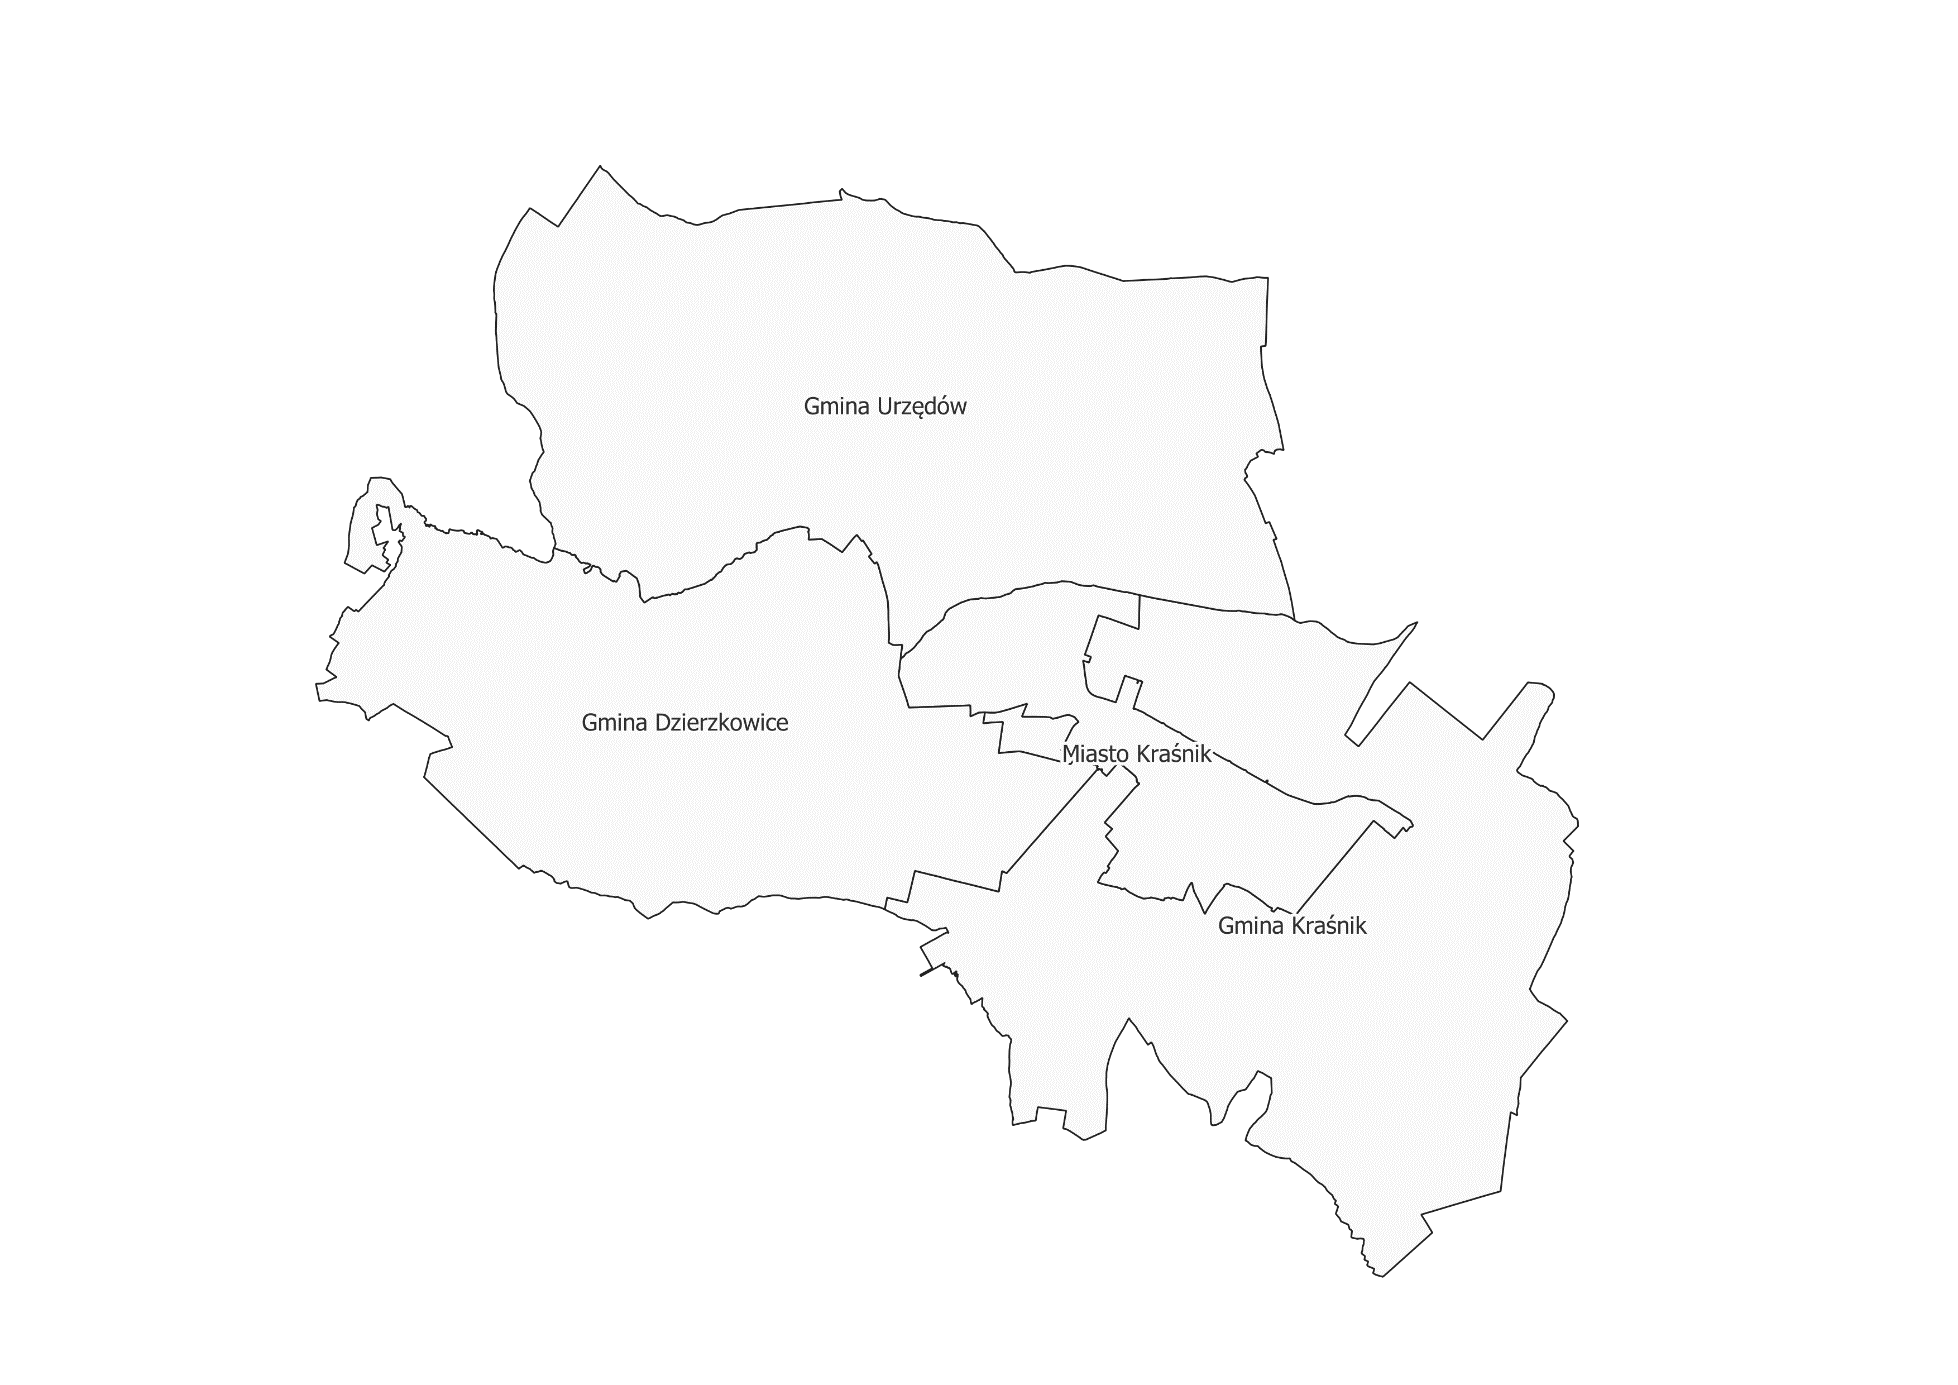 Gmina Urzędów
Gmina Dzierzkowice
Miasto Kraśnik
Gmina Kraśnik